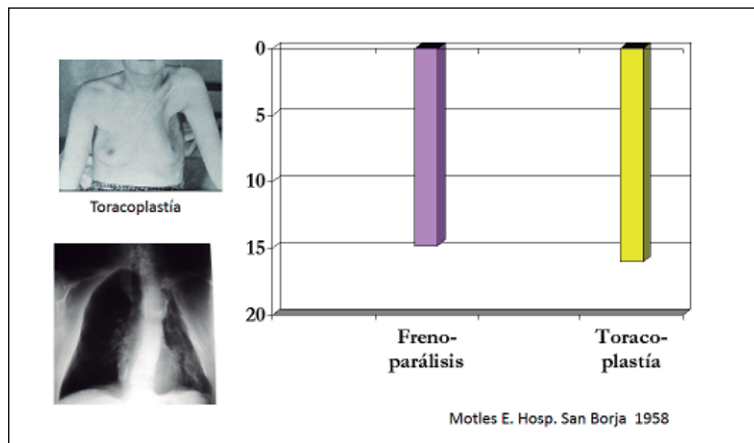 Toracoplastía
0
5
10
15
20
Freno-
parálisis
Toraco-
plastía
Motles E. Hosp. San Borja 1958